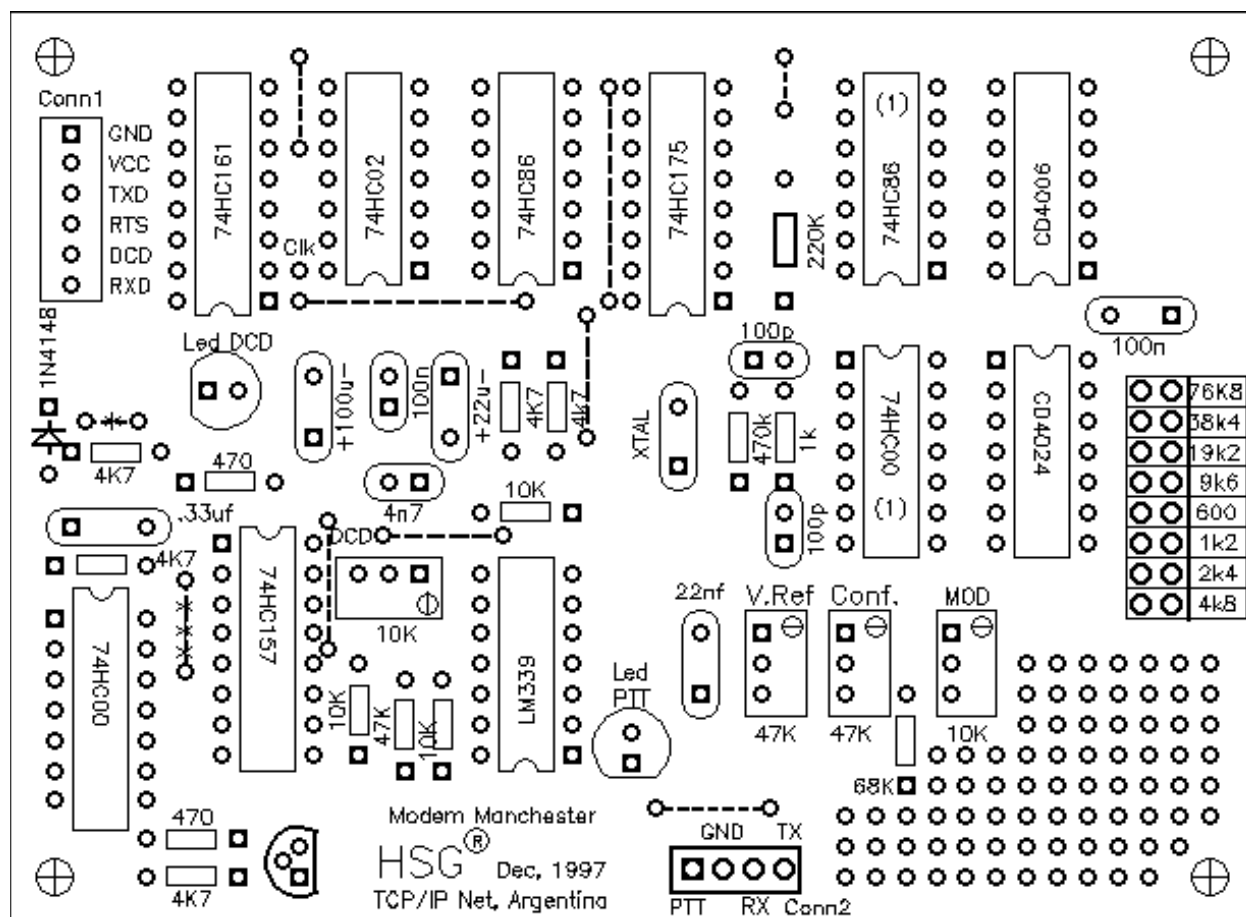 Conn1
GND
VCC
TXD
RTS
DCD
RXD
74HC161
Clk
74HC02
74HC86
74HC175
220K
(1)
74HC86
CD4009
100n
1N4148
Led DCD
+100u-
100n
+22u-
4K7
4k7
XTAL
100p
470k
1k
74HC00
(1)
CD4024
76K8
38k4
19k2
9k6
600
1k2
2k4
4k8
4K7
470
4n7
10K
100p
.33uf
4K7
74HC157
DCD
10K
22nf
V.Ref
Conf.
MOD
74HC00
10K
47K
10K
LM339
Led
PTT
47K
47K
10K
68K
470
4K7
Modem Manchester
HSG®
Dec, 1997
TCP/IP Net, Argentina
GND
TX
PTT
RX
Conn2